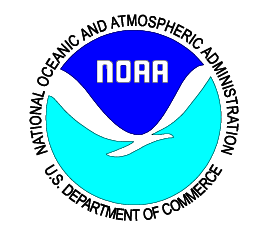 NATIONAL OCEANIC AND ATMOSPHERIC ADMINISTRATION
NOAA
U.S. DEPARTMENT OF COMMERCE